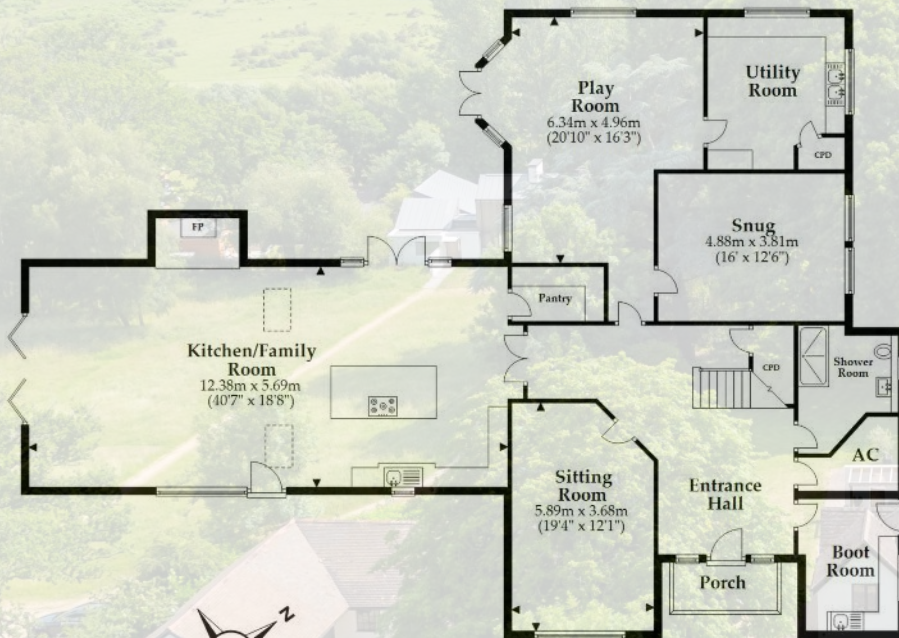 Play
Room
6.34m x 4.96m
(20'10" x 16'3")
Utility
Room
CPD
Snug
4.88m x 3.81m
(16' x 12'6")
FP
Pantry
Kitchen/Family
Room
12.38m x 5.69m
(40'7" x 18'8")
CPD
Shower
Room
AC
Sitting
Room
5.89m x 3.68m
(19'4" x 12'1")
Entrance
Hall
Porch
Boot
Room
N